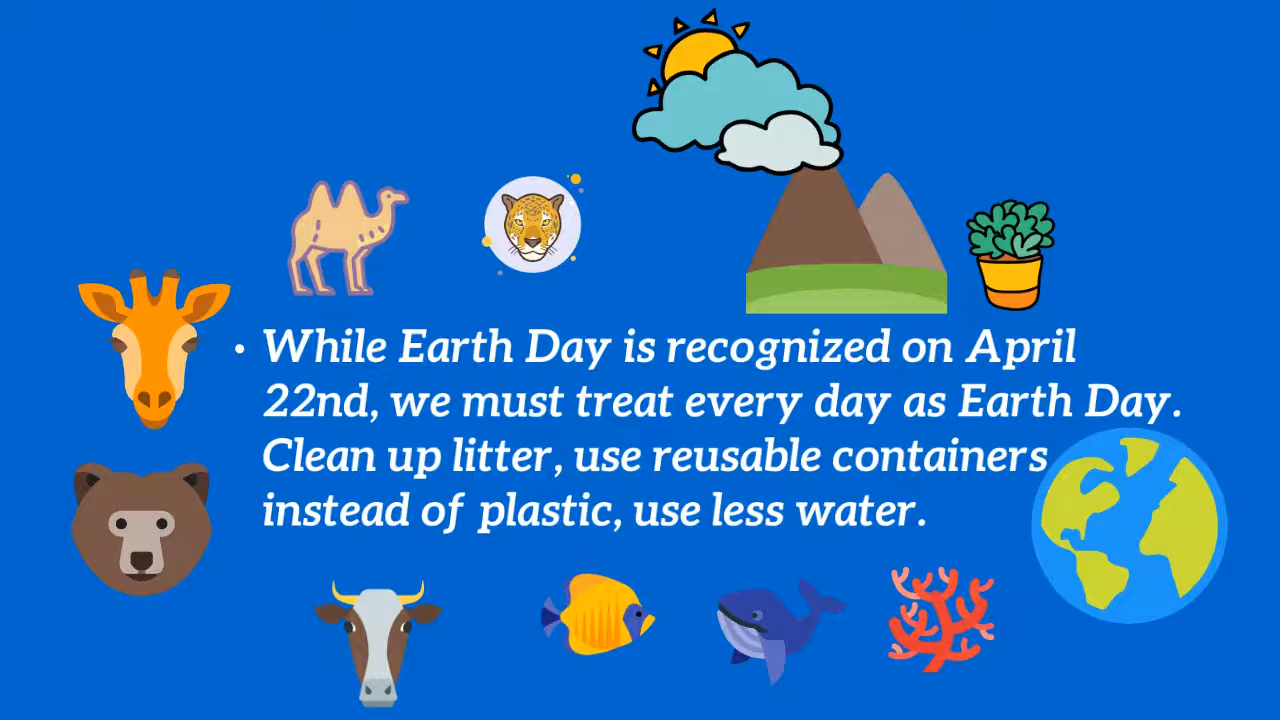 • While Earth Day is recognized on April
22nd, we must treat every day as Earth Day.
Clean up litter, use reusable containers
instead of plastic, use less water.